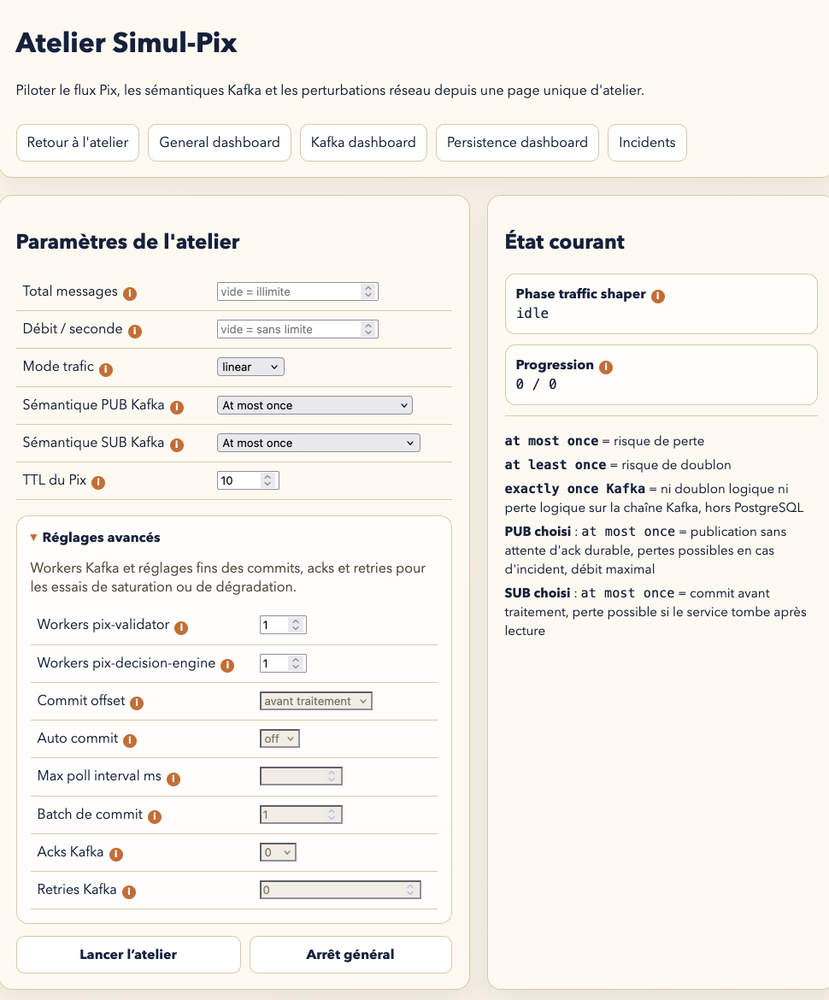 Atelier Simul-Pix
Piloter le flux Pix, les sémantiques Kafka et les perturbations réseau depuis une page unique d'atelier.
Retour à l'atelier
General dashboard
Kafka dashboard
Persistence dashboard
Incidents
Paramètres de l'atelier
Total messages i
vide = illimite
Débit / seconde i
vide = sans limite
Mode trafic i
linear
Sémantique PUB Kafka i
At most once
Sémantique SUB Kafka i
At most once
TTL du Pix i
10
▾ Réglages avancés
Workers Kafka et réglages fins des commits, acks et retries pour
les essais de saturation ou de dégradation.
Workers pix-validator i
1
Workers pix-decision-engine i
1
Commit offset i
avant traitement
Auto commit i
off
Max poll interval ms i
Batch de commit i
1
Acks Kafka i
0
Retries Kafka i
0
Lancer l’atelier
Arrêt général
État courant
Phase traffic shaper i
idle
Progression i
0 / 0
at most once = risque de perte
at least once = risque de doublon
exactly once Kafka = ni doublon logique ni
perte logique sur la chaîne Kafka, hors PostgreSQL
PUB choisi : at most once = publication sans
attente d'ack durable, pertes possibles en cas
d'incident, débit maximal
SUB choisi : at most once = commit avant
traitement, perte possible si le service tombe après
lecture